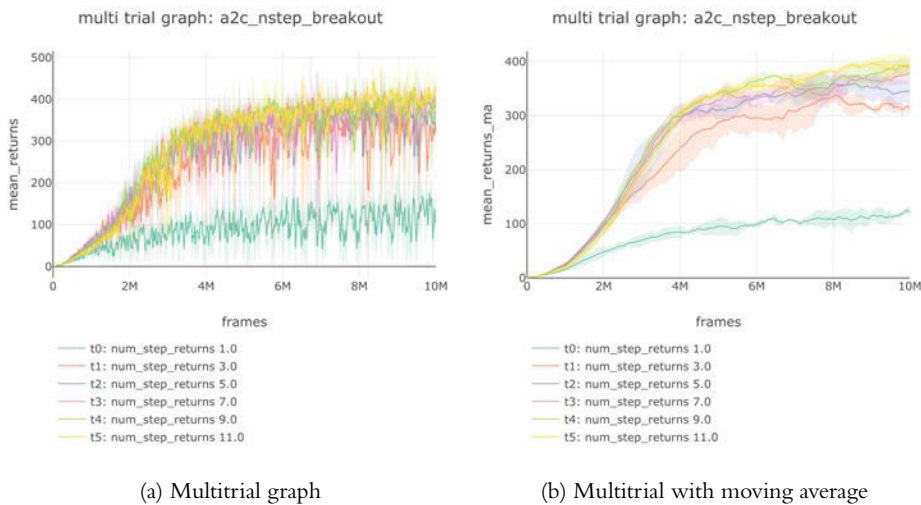 multi trial graph: a2c_nstep_breakout
500
400
300
200
100
0
mean_returns
0
2M
4M
6M
8M
10M
frames
t0: num_step_returns 1.0
t1: num_step_returns 3.0
t2: num_step_returns 5.0
t3: num_step_returns 7.0
t4: num_step_returns 9.0
t5: num_step_returns 11.0
(a) Multitrial graph
multi trial graph: a2c_nstep_breakout
400
300
200
100
0
mean_returns_ma
0
2M
4M
6M
8M
10M
frames
t0: num_step_returns 1.0
t1: num_step_returns 3.0
t2: num_step_returns 5.0
t3: num_step_returns 7.0
t4: num_step_returns 9.0
t5: num_step_returns 11.0
(b) Multitrial with moving average